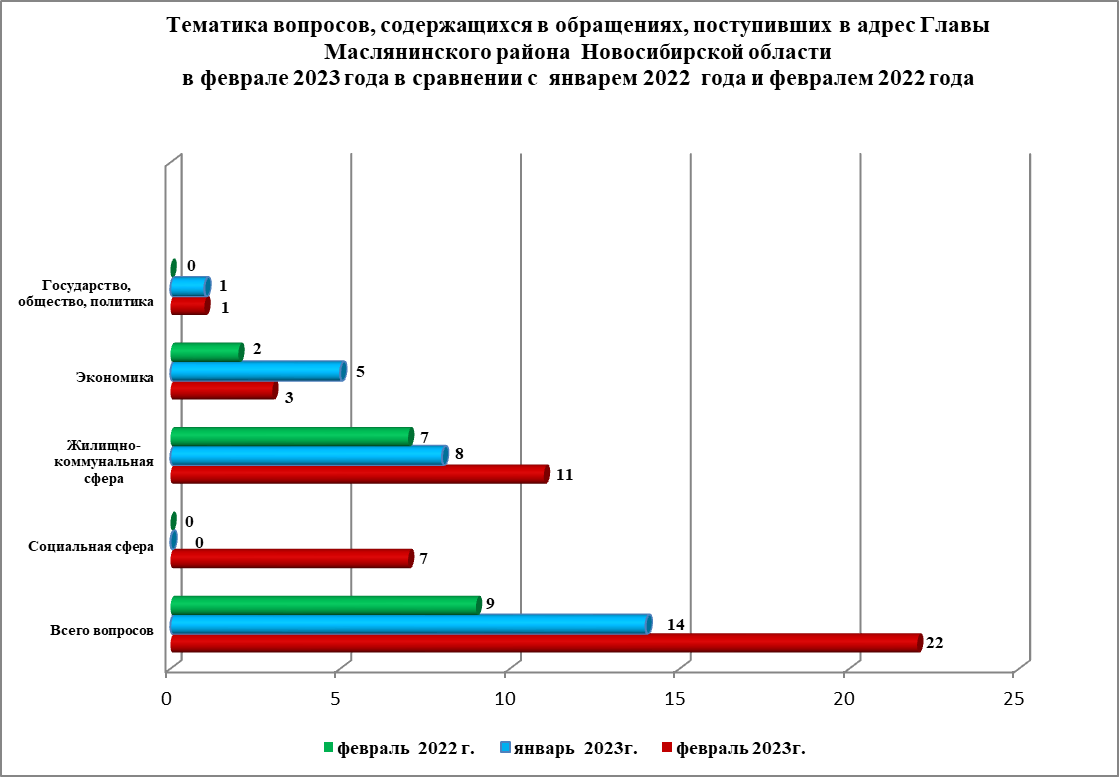 Тематика вопросов, содержащихся в обращениях, поступивших в адрес Главы
Маслянинского района Новосибирской области
в феврале 2023 года в сравнении с январем 2022 года и февралем 2022 года
0
Государство,
общество, политика
1
1
2
Экономика
5
3
7
Жилищно-
коммунальная
сфера
8
11
0
0
Социальная сфера
7
9
Всего вопросов
14
22
0 5 10 15 20 25
февраль 2022 г. январь 2023г. февраль 2023г.